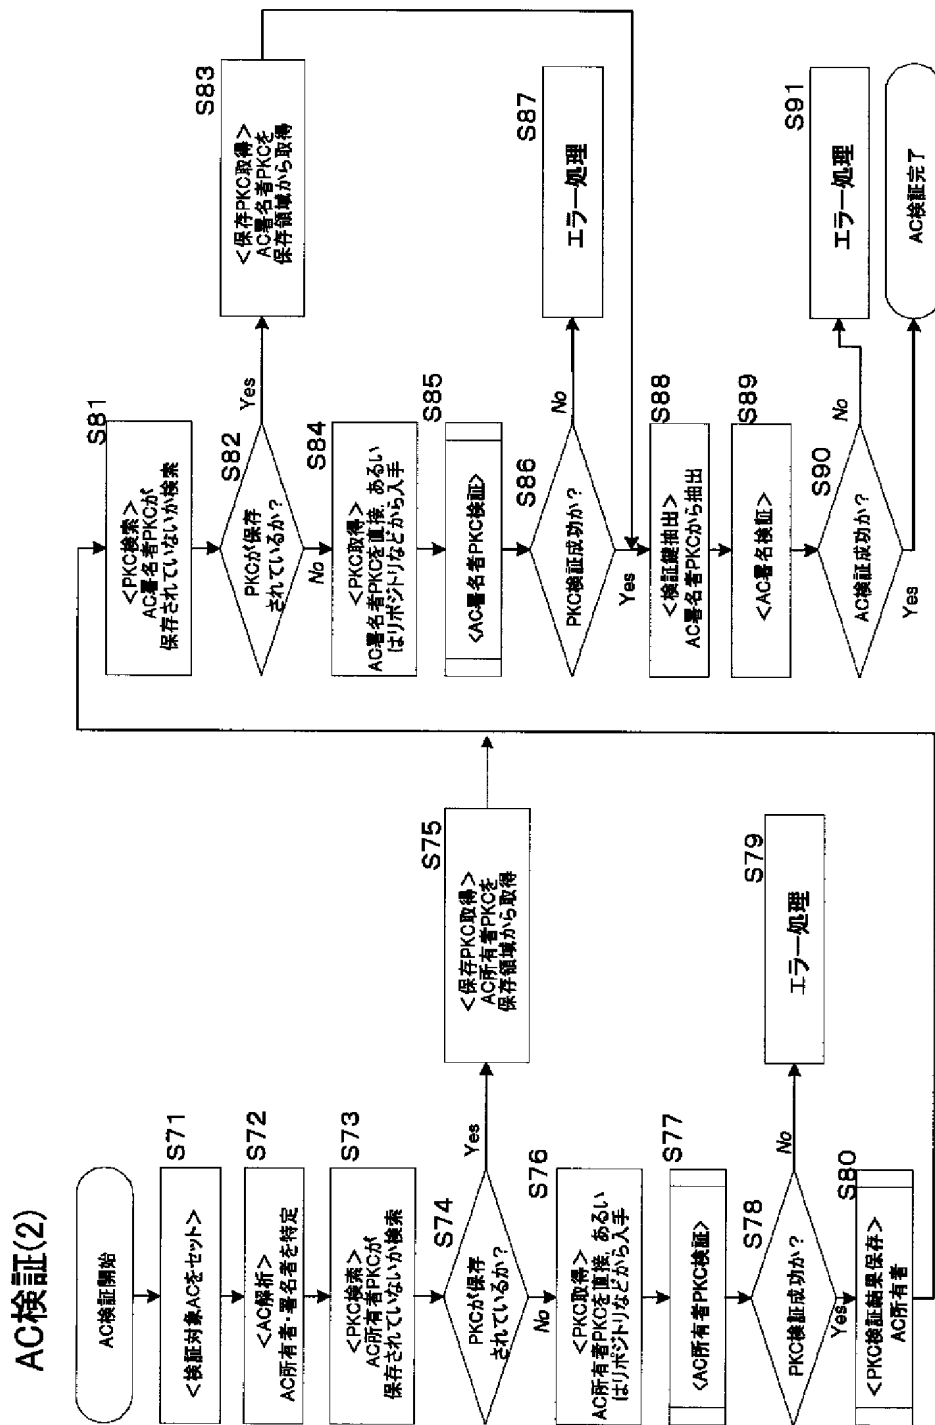 AC検証(2)
AC検証開始
S71
<検証対象ACをセット>
S72
<AC解析>
AC所有者・署名者を特定
S73
<PKC検索>
AC所有者PKCが
保存されていないか検索
S74
PKCが保存
されているか?
Yes
No
S75
<保存PKC取得>
AC所有者PKCを
保存領域から取得
S76
<PKC取得>
AC所有者PKCを直接、あるい
はリポジトリなどから入手
S77
<AC所有者PKC検証>
S78
PKC検証成功か?
No
Yes
S79
エラー処理
S80
<PKC検証結果保存>
AC所有者
S81
<PKC検索>
AC署名者PKCが
保存されていないか検索
S82
PKCが保存
されているか?
Yes
No
S83
<保存PKC取得>
AC署名者PKCを
保存領域から取得
S84
<PKC取得>
AC署名者PKCを直接、あるい
はリポジトリなどから入手
S85
<AC署名者PKC検証>
S86
PKC検証成功か?
No
Yes
S87
エラー処理
S88
<検証鍵抽出>
AC署名者PKCから抽出
S89
<AC署名検証>
S90
AC検証成功か?
No
Yes
S91
エラー処理
AC検証完了